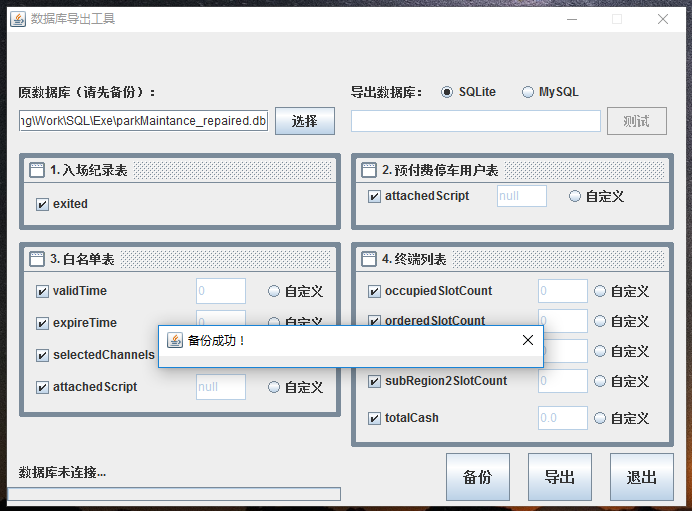 数据库导出工具
原数据库（请先备份）：
导出数据库： SQLite MySQL
ng\Work\SQL\Exe\parkMaintance_repaired.db 选择
测试
1. 入场纪录表
exited
2. 预付费停车用户表
attachedScript null 自定义
3. 白名单表
validTime 0 自定义
expireTime 0 自定义
selectedChannels
attachedScript null 自定义
4. 终端列表
occupiedSlotCount 0 自定义
orderedSlotCount 0 自定义
0 自定义
subRegion2SlotCount 0 自定义
totalCash 0.0 自定义
备份成功！
数据库未连接...
备份 导出 退出